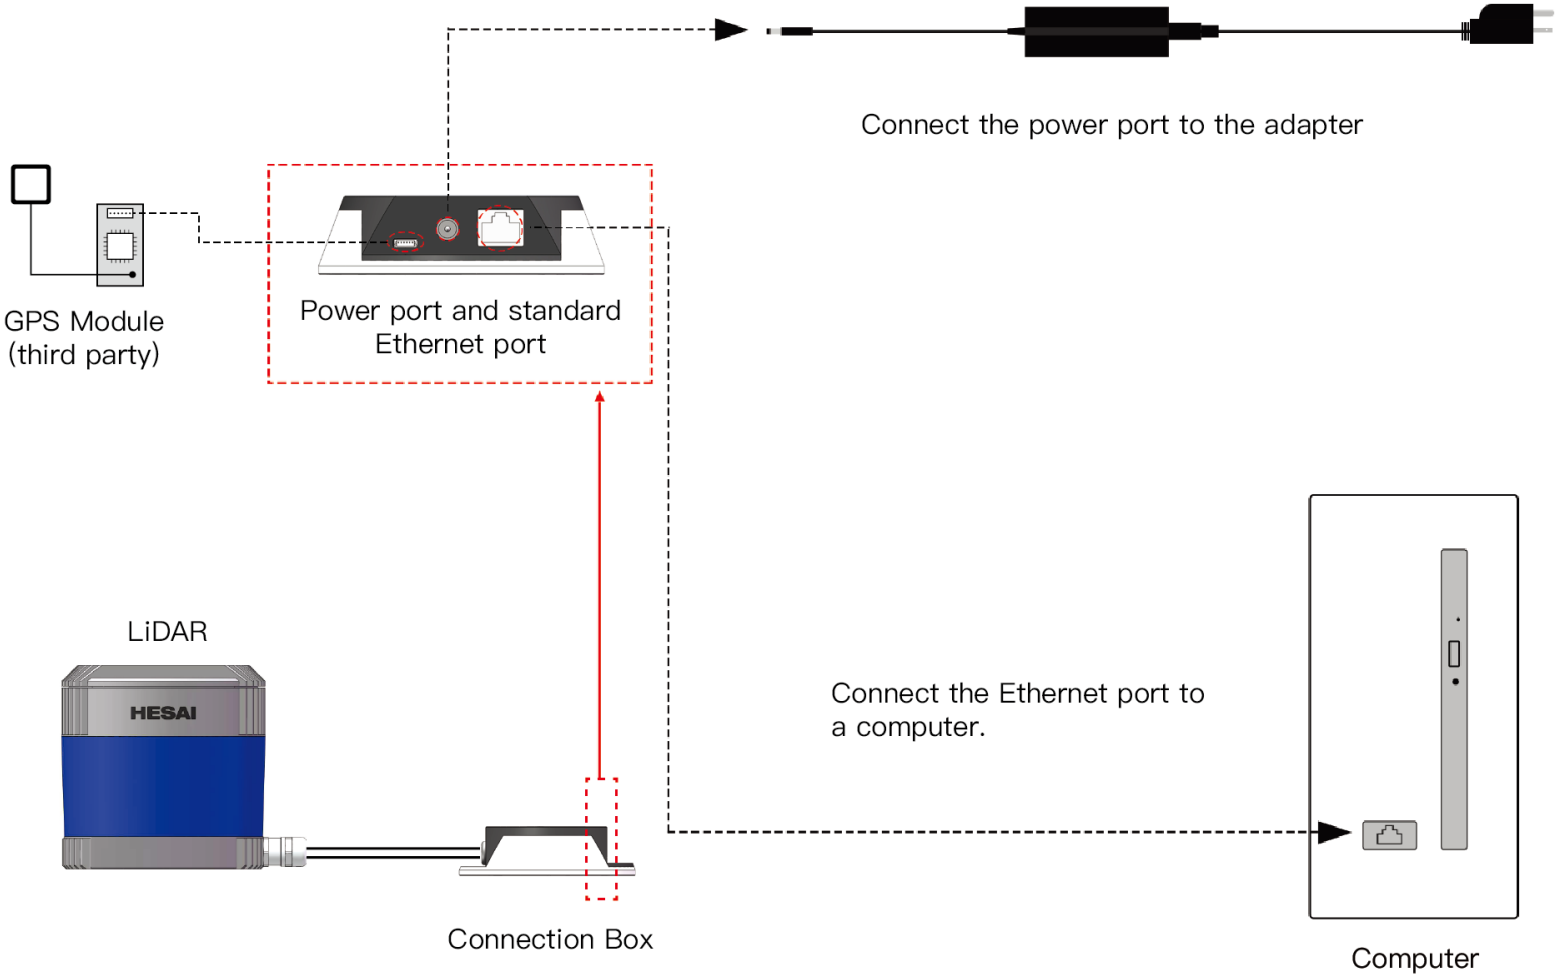 Connect the power port to the adapter
GPS Module
(third party)
Power port and standard
Ethernet port
LiDAR
HESAI
Connect the Ethernet port to
a computer.
Connection Box
Computer